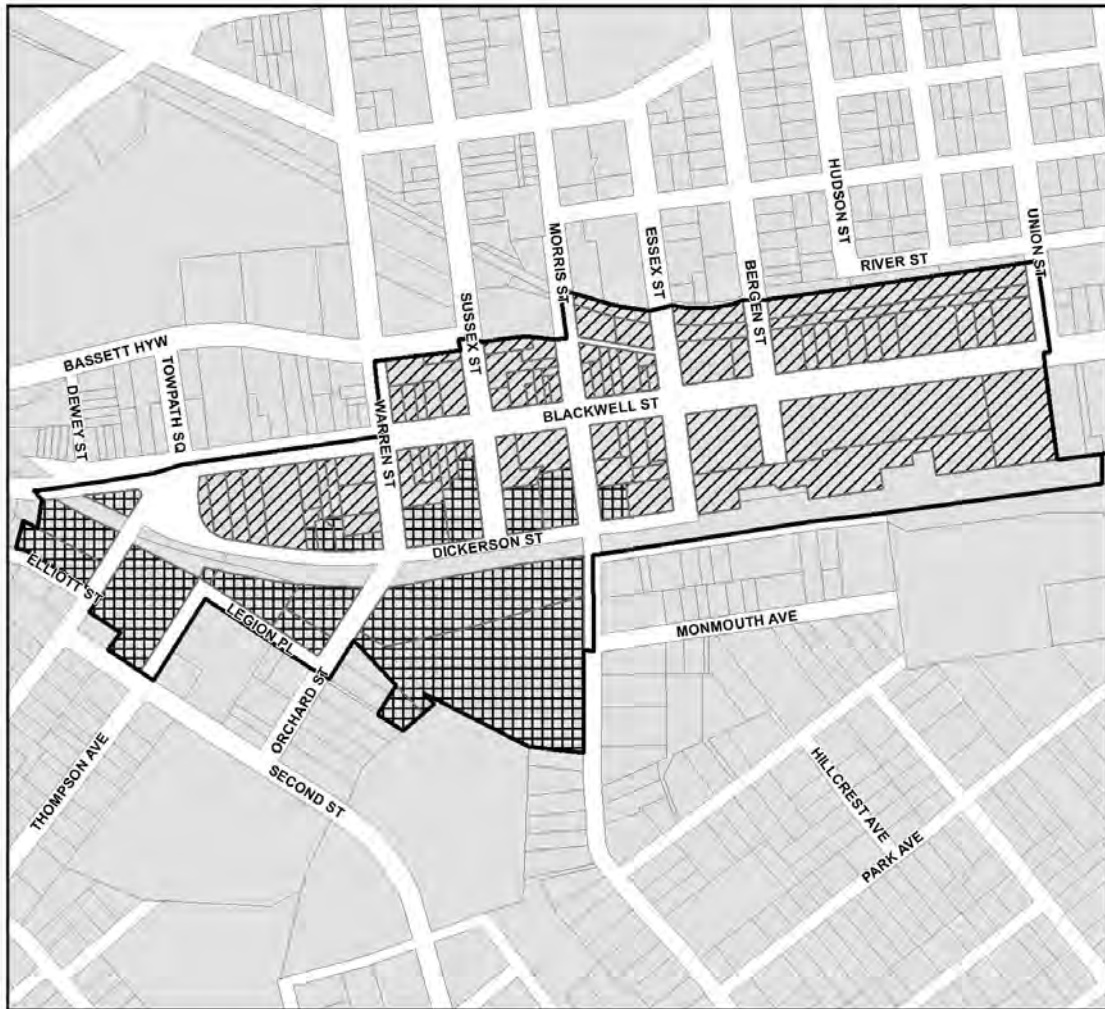 HUDSON ST
UNION ST
ESSEX ST
MORRIS ST
BERGEN ST
RIVER ST
SUSSEX ST
BASSETT HYW
TOWPATH SQ
DEWEY ST
WARREN ST
BLACKWELL ST
DICKERSON ST
ELLIOTT ST
LEGION PL
MONMOUTH AVE
ORCHARD ST
THOMPSON AVE
SECOND ST
HILLCREST AVE
PARK AVE